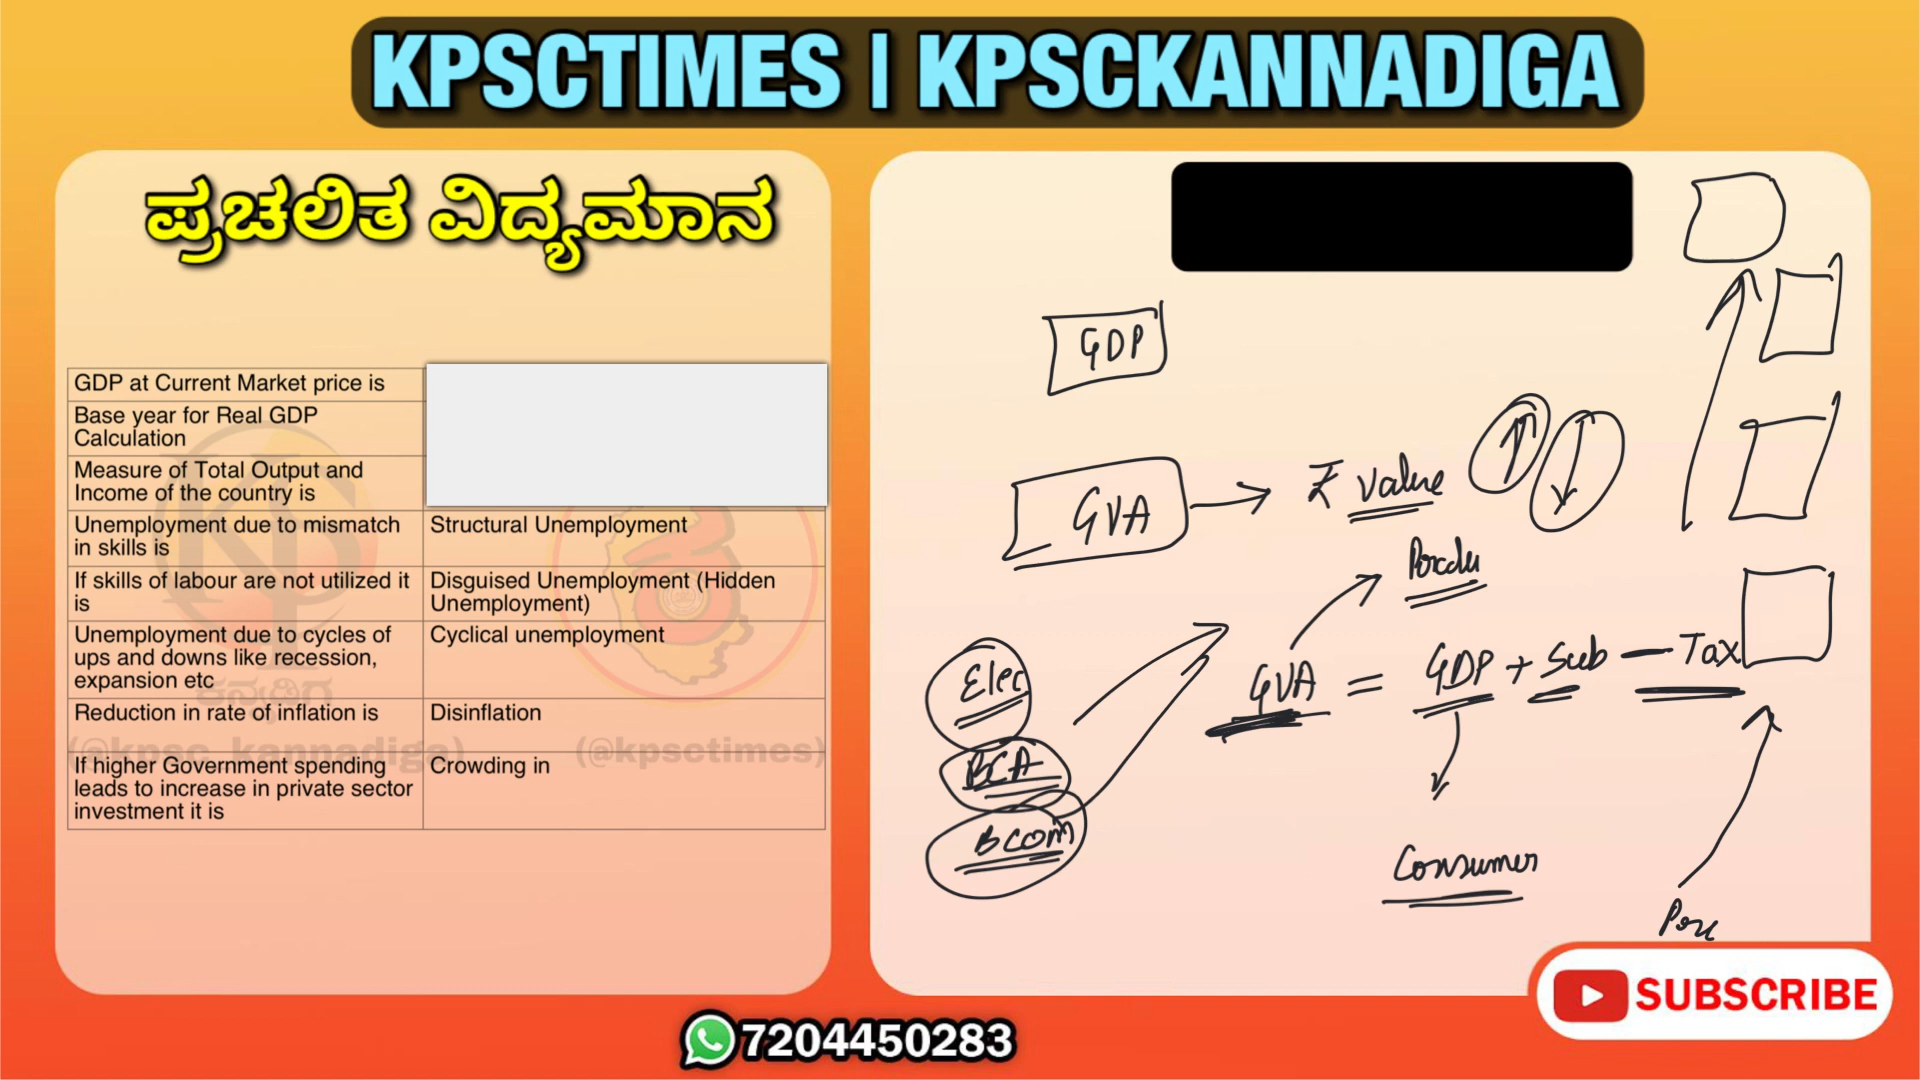 KPSCTIMES | KPSCKANNADIGA
ಪ್ರಚಲಿತ ವಿದ್ಯಮಾನ
GDP at Current Market price is
Base year for Real GDP
Calculation
Measure of Total Output and
Income of the country is
Unemployment due to mismatch
in skills is
Structural Unemployment
If skills of labour are not utilized it
is
Disguised Unemployment (Hidden
Unemployment)
Unemployment due to cycles of
ups and downs like recession,
expansion etc
Cyclical unemployment
Reduction in rate of inflation is
Disinflation
If higher Government spending
leads to increase in private sector
investment it is
Crowding in
ಕನ್ನಡಿಗ
(@kpsc_kannadiga)
(@kpsctimes)
GDP
GVA
₹ Value
GVA = GDP + Sub — Tax
Elec
BCA
BCOM
Consumer
7204450283
SUBSCRIBE